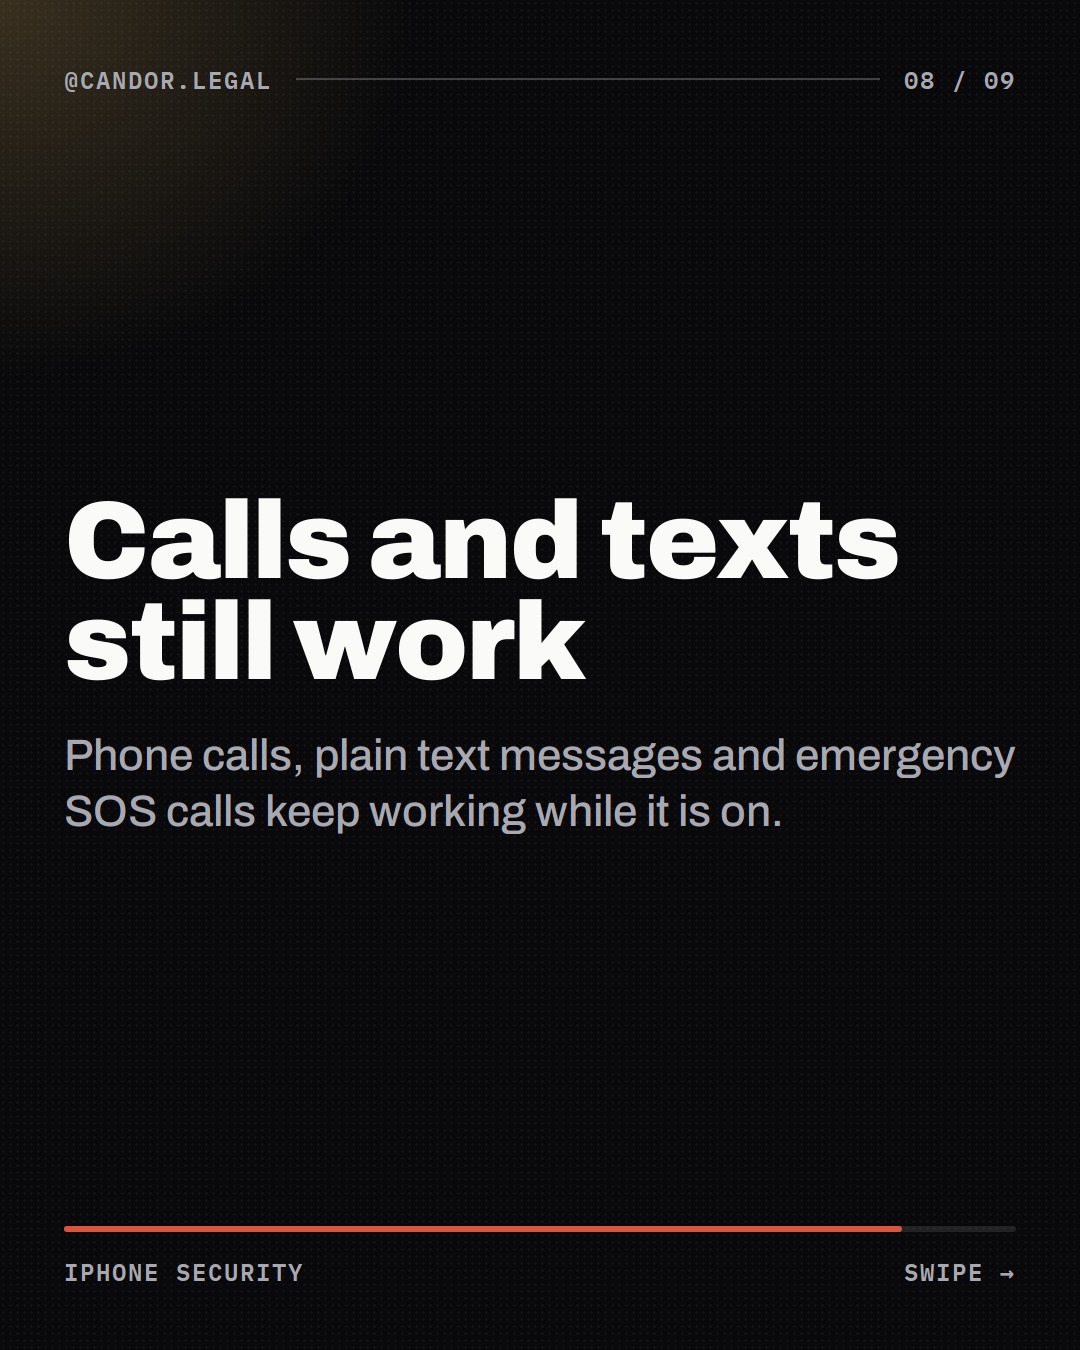 @CANDOR.LEGAL
08 / 09
Calls and texts
still work
Phone calls, plain text messages and emergency
SOS calls keep working while it is on.
IPHONE SECURITY
SWIPE →